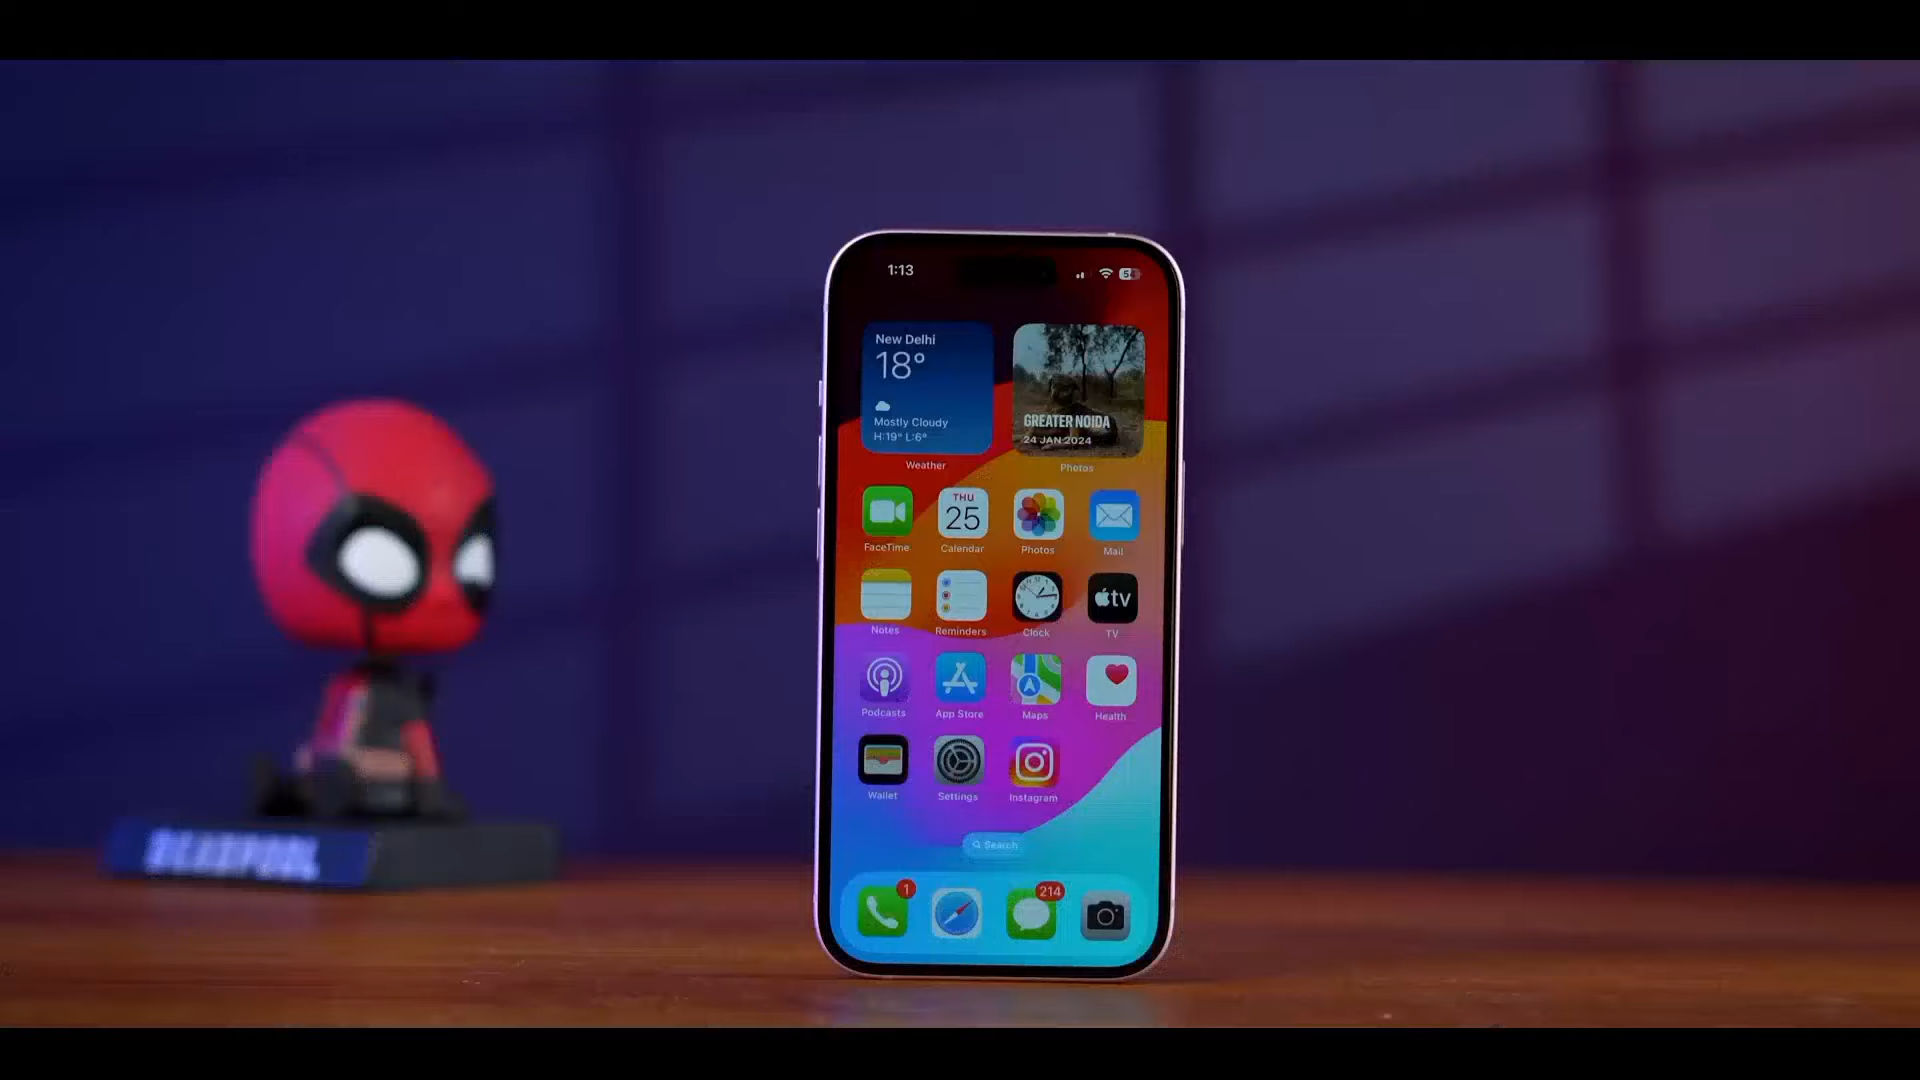 1:13
54
New Delhi
18°
Mostly Cloudy
H:19° L:6°
Weather
GREATER NOIDA
24 JAN 2024
Photos
FaceTime
THU
25
Calendar
Photos
Mail
Notes
Reminders
Clock
tv
TV
Podcasts
App Store
Maps
Health
Wallet
Settings
Instagram
Search
1
214
DEADPOOL